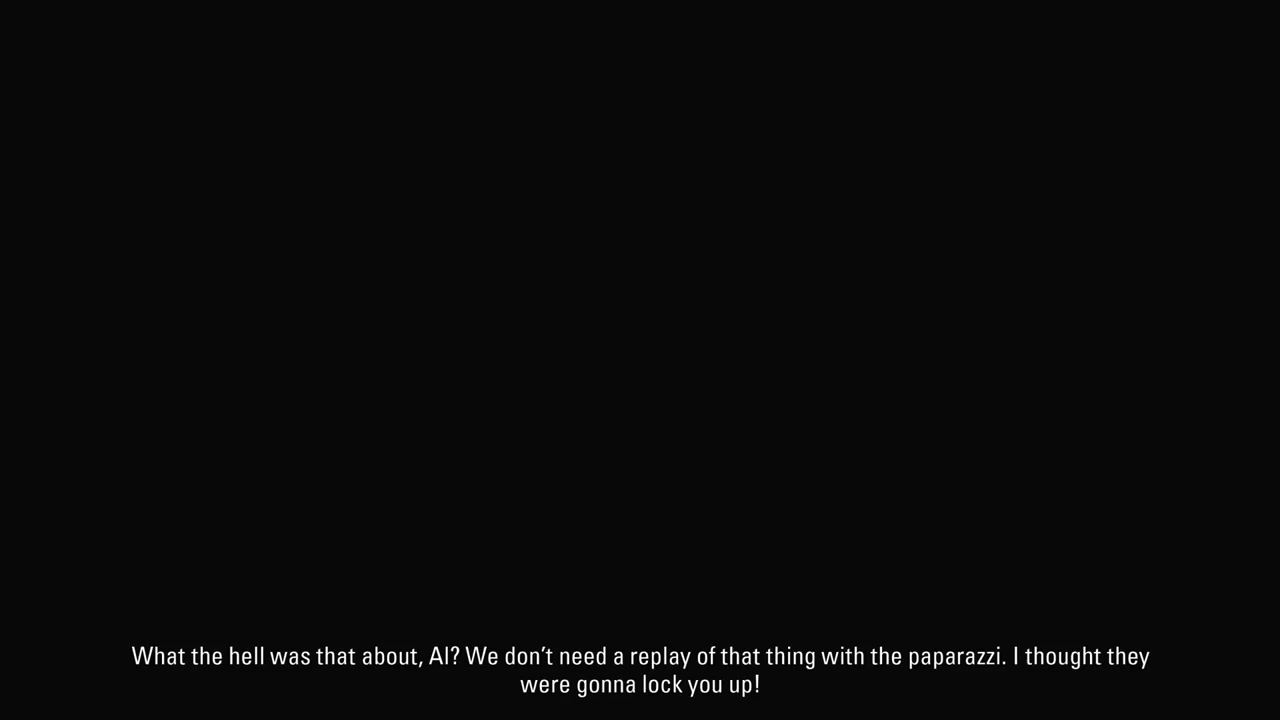 What the hell was that about, Al? We don't need a replay of that thing with the paparazzi. I thought they
were gonna lock you up!